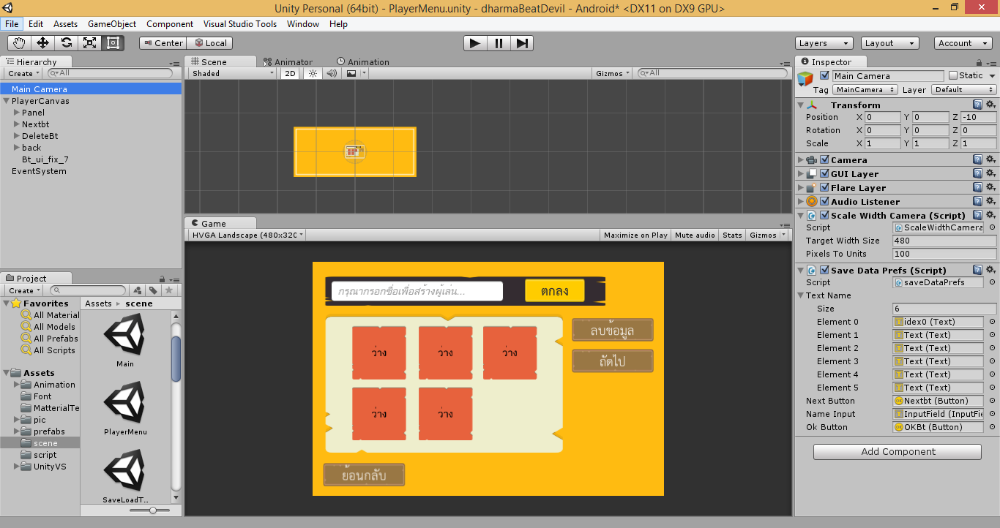 Unity Personal (64bit) - PlayerMenu.unity - dharmaBeatDevil - Android* <DX11 on DX9 GPU>
File Edit Assets GameObject Component Visual Studio Tools Window Help
Center Local Layers Layout Account
Hierarchy
Create All
Main Camera
PlayerCanvas
Panel
Nextbt
DeleteBt
back
Bt_ui_fix_7
EventSystem
Scene Animator Animation
Shaded 2D Gizmos All
Game
HVGA Landscape (480x320 Maximize on Play Mute audio Stats Gizmos
กรุณากรอกชื่อเพื่อสร้างผู้เล่น...
ตกลง
ว่าง ว่าง ว่าง
ว่าง ว่าง
ลบข้อมูล
ถัดไป
ย้อนกลับ
Project
Create
Favorites
All Material
All Models
All Prefabs
All Scripts
Assets
Animation
Font
MatterialTe
pic
prefabs
scene
script
UnityVS
Assets scene
Main
PlayerMenu
SaveLoadT...
Inspector
Main Camera Static
Tag MainCamera Layer Default
Transform
Position X 0 Y 0 Z -10
Rotation X 0 Y 0 Z 0
Scale X 1 Y 1 Z 1
Camera
GUI Layer
Flare Layer
Audio Listener
Scale Width Camera (Script)
Script ScaleWidthCamera
Target Width Size 480
Pixels To Units 100
Save Data Prefs (Script)
Script saveDataPrefs
Text Name
Size 6
Element 0 idex0 (Text)
Element 1 Text (Text)
Element 2 Text (Text)
Element 3 Text (Text)
Element 4 Text (Text)
Element 5 Text (Text)
Next Button Nextbt (Button)
Name Input InputField (InputFie
Ok Button OKBt (Button)
Add Component